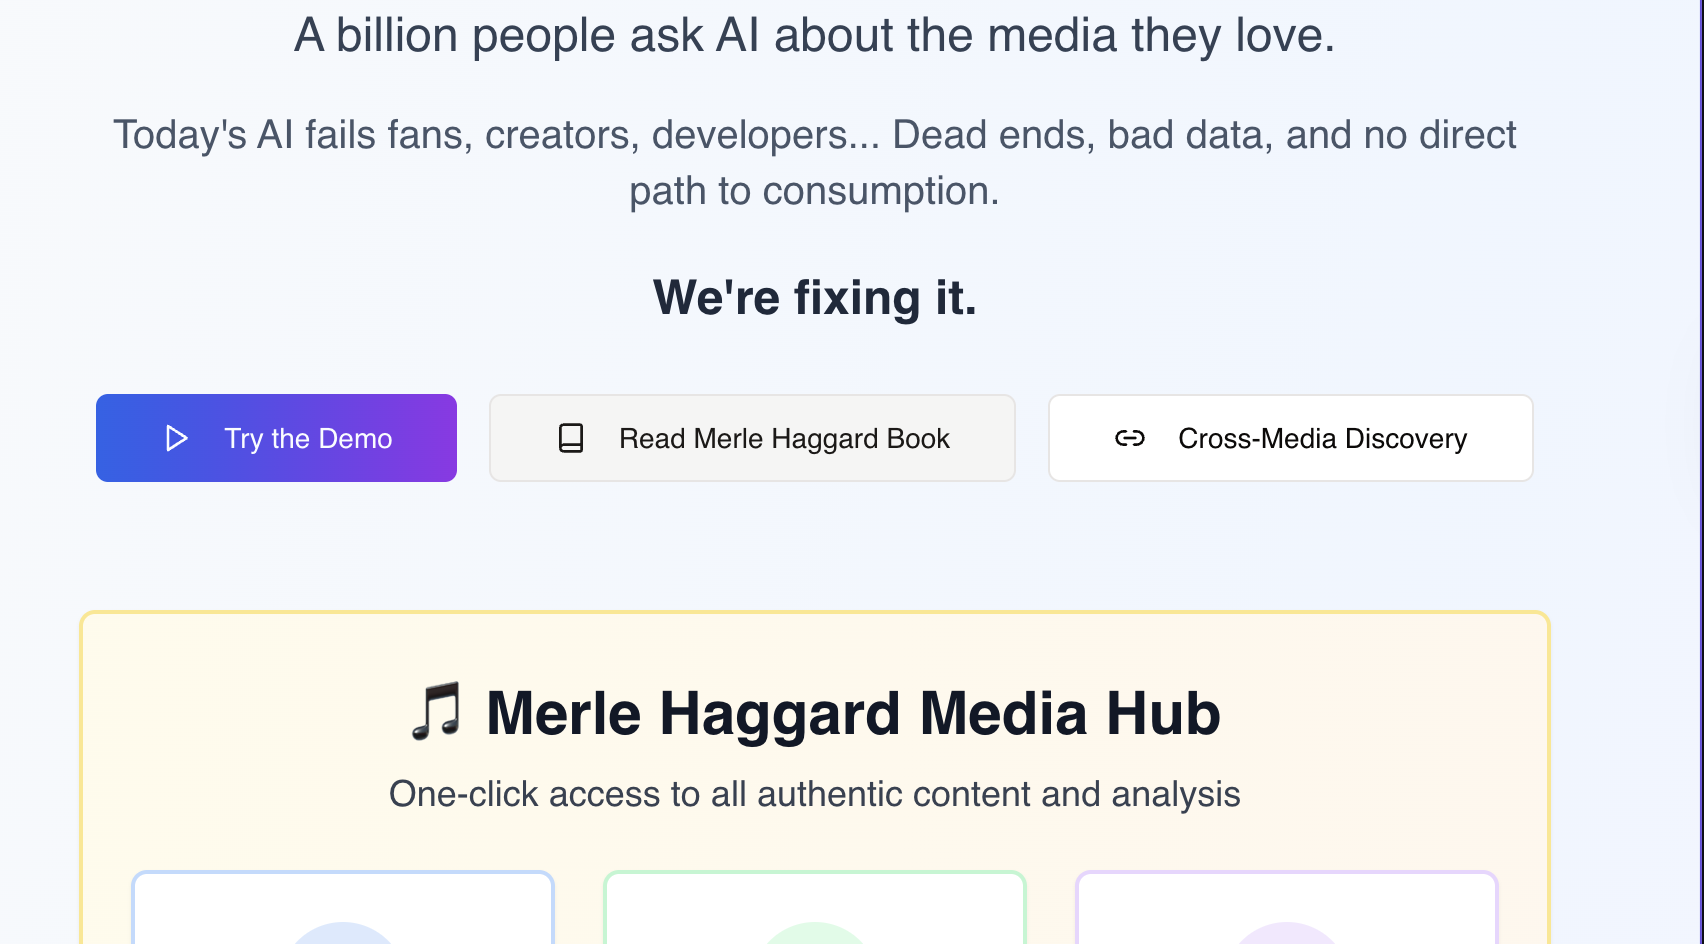 A billion people ask AI about the media they love.
Today's AI fails fans, creators, developers... Dead ends, bad data, and no direct
path to consumption.
We're fixing it.
Try the Demo
Read Merle Haggard Book
Cross-Media Discovery
🎵 Merle Haggard Media Hub
One-click access to all authentic content and analysis